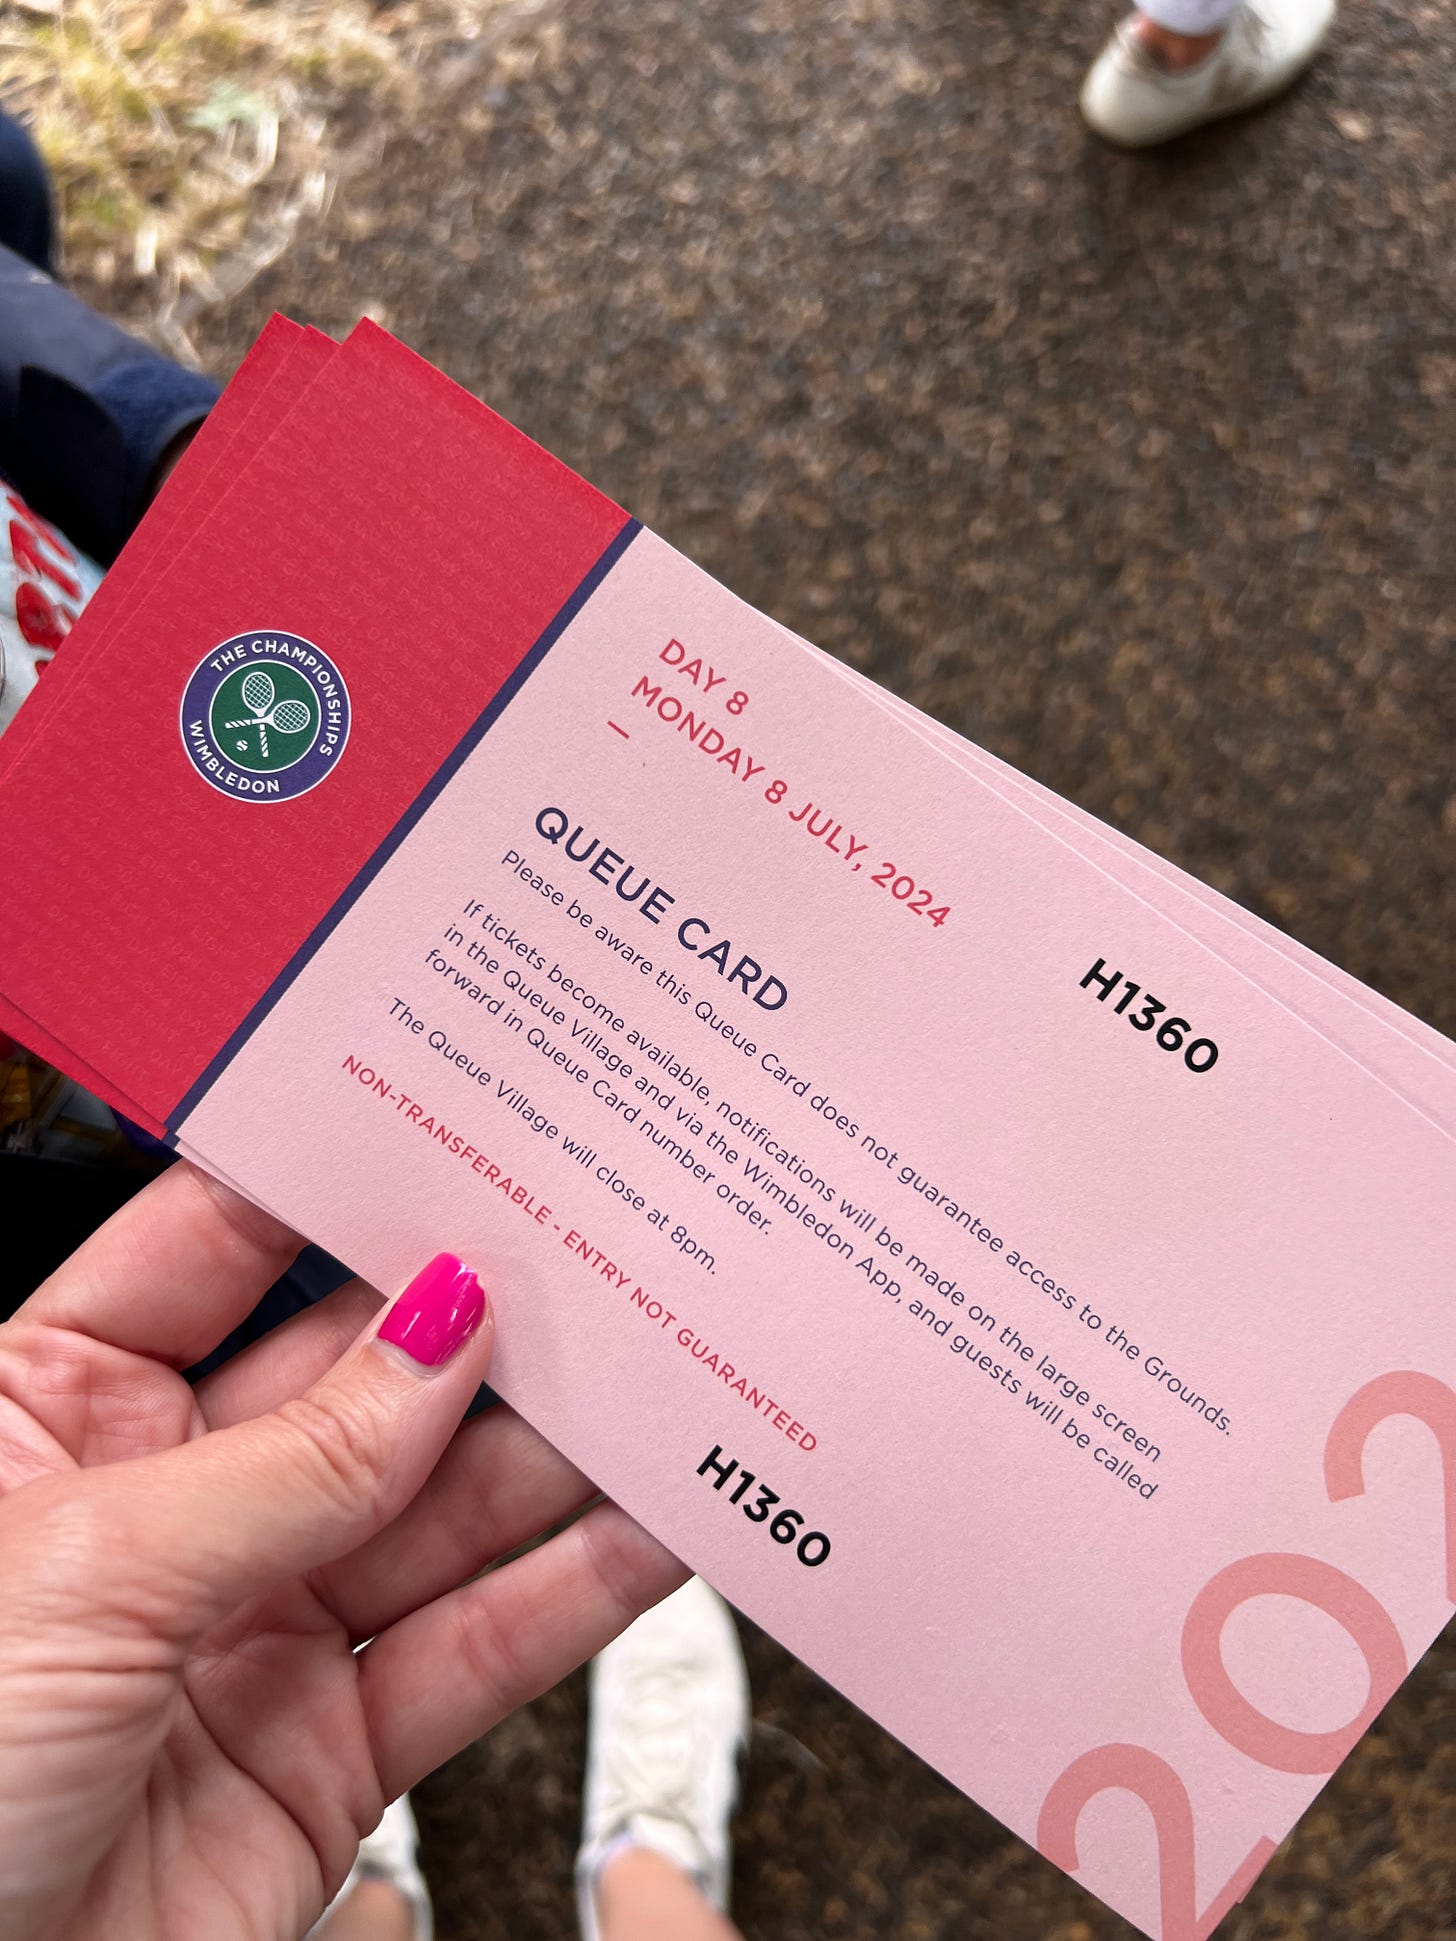 THE CHAMPIONSHIPS
WIMBLEDON
DAY 8
MONDAY 8 JULY, 2024
H1360
QUEUE CARD
Please be aware this Queue Card does not guarantee access to the Grounds.
If tickets become available, notifications will be made on the large screen
in the Queue Village and via the Wimbledon App, and guests will be called
forward in Queue Card number order.
The Queue Village will close at 8pm.
NON-TRANSFERABLE - ENTRY NOT GUARANTEED
H1360
202